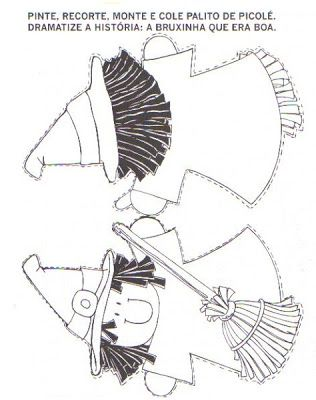 PINTE, RECORTE, MONTE E COLE PALITO DE PICOLÉ.
DRAMATIZE A HISTÓRIA: A BRUXINHA QUE ERA BOA.